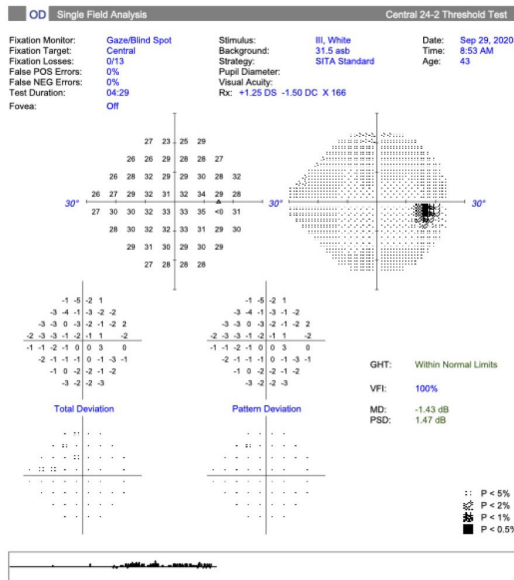 OD Single Field Analysis Central 24-2 Threshold Test
Fixation Monitor: Gaze/Blind Spot Stimulus: III, White Date: Sep 29, 2020
Fixation Target: Central Background: 31.5 asb Time: 8:53 AM
Fixation Losses: 0/13 Strategy: SITA Standard Age: 43
False POS Errors: 0% Pupil Diameter:
False NEG Errors: 0% Visual Acuity:
Test Duration: 04:29 Rx: +1.25 DS -1.50 DC X 166
Fovea: Off
27 23 25 29
26 26 29 28 28 27
26 28 32 29 29 30 28 32
26 27 29 32 31 32 34 29 28
30° 30° 30°
27 30 30 32 33 33 35 <0 31
28 30 32 32 33 31 29 30
29 31 30 29 30 29
27 28 28 28
-1 -5 -2 1 -1 -5 -2 1
-3 -4 -1 -3 -2 -2 -3 -4 -1 -3 -2 -2
-3 -3 0 -3 -2 -1 -2 2 -3 -3 0 -3 -2 -1 -2 2
-2 -3 -3 -1 -2 -1 1 -2 -2 -3 -3 -1 -2 -1 1 -2
-1 -1 -2 -1 0 0 3 0 -1 -1 -2 -1 0 0 3 0
-2 -1 -1 -1 0 -1 -3 -1 -2 -1 -1 -1 0 -1 -3 -1
-1 0 -2 -2 -1 -2 -1 0 -2 -2 -1 -2
-3 -2 -2 -3 -3 -2 -2 -3
GHT: Within Normal Limits
VFI: 100%
Total Deviation Pattern Deviation
MD: -1.43 dB
PSD: 1.47 dB
P < 5%
P < 2%
P < 1%
P < 0.5%